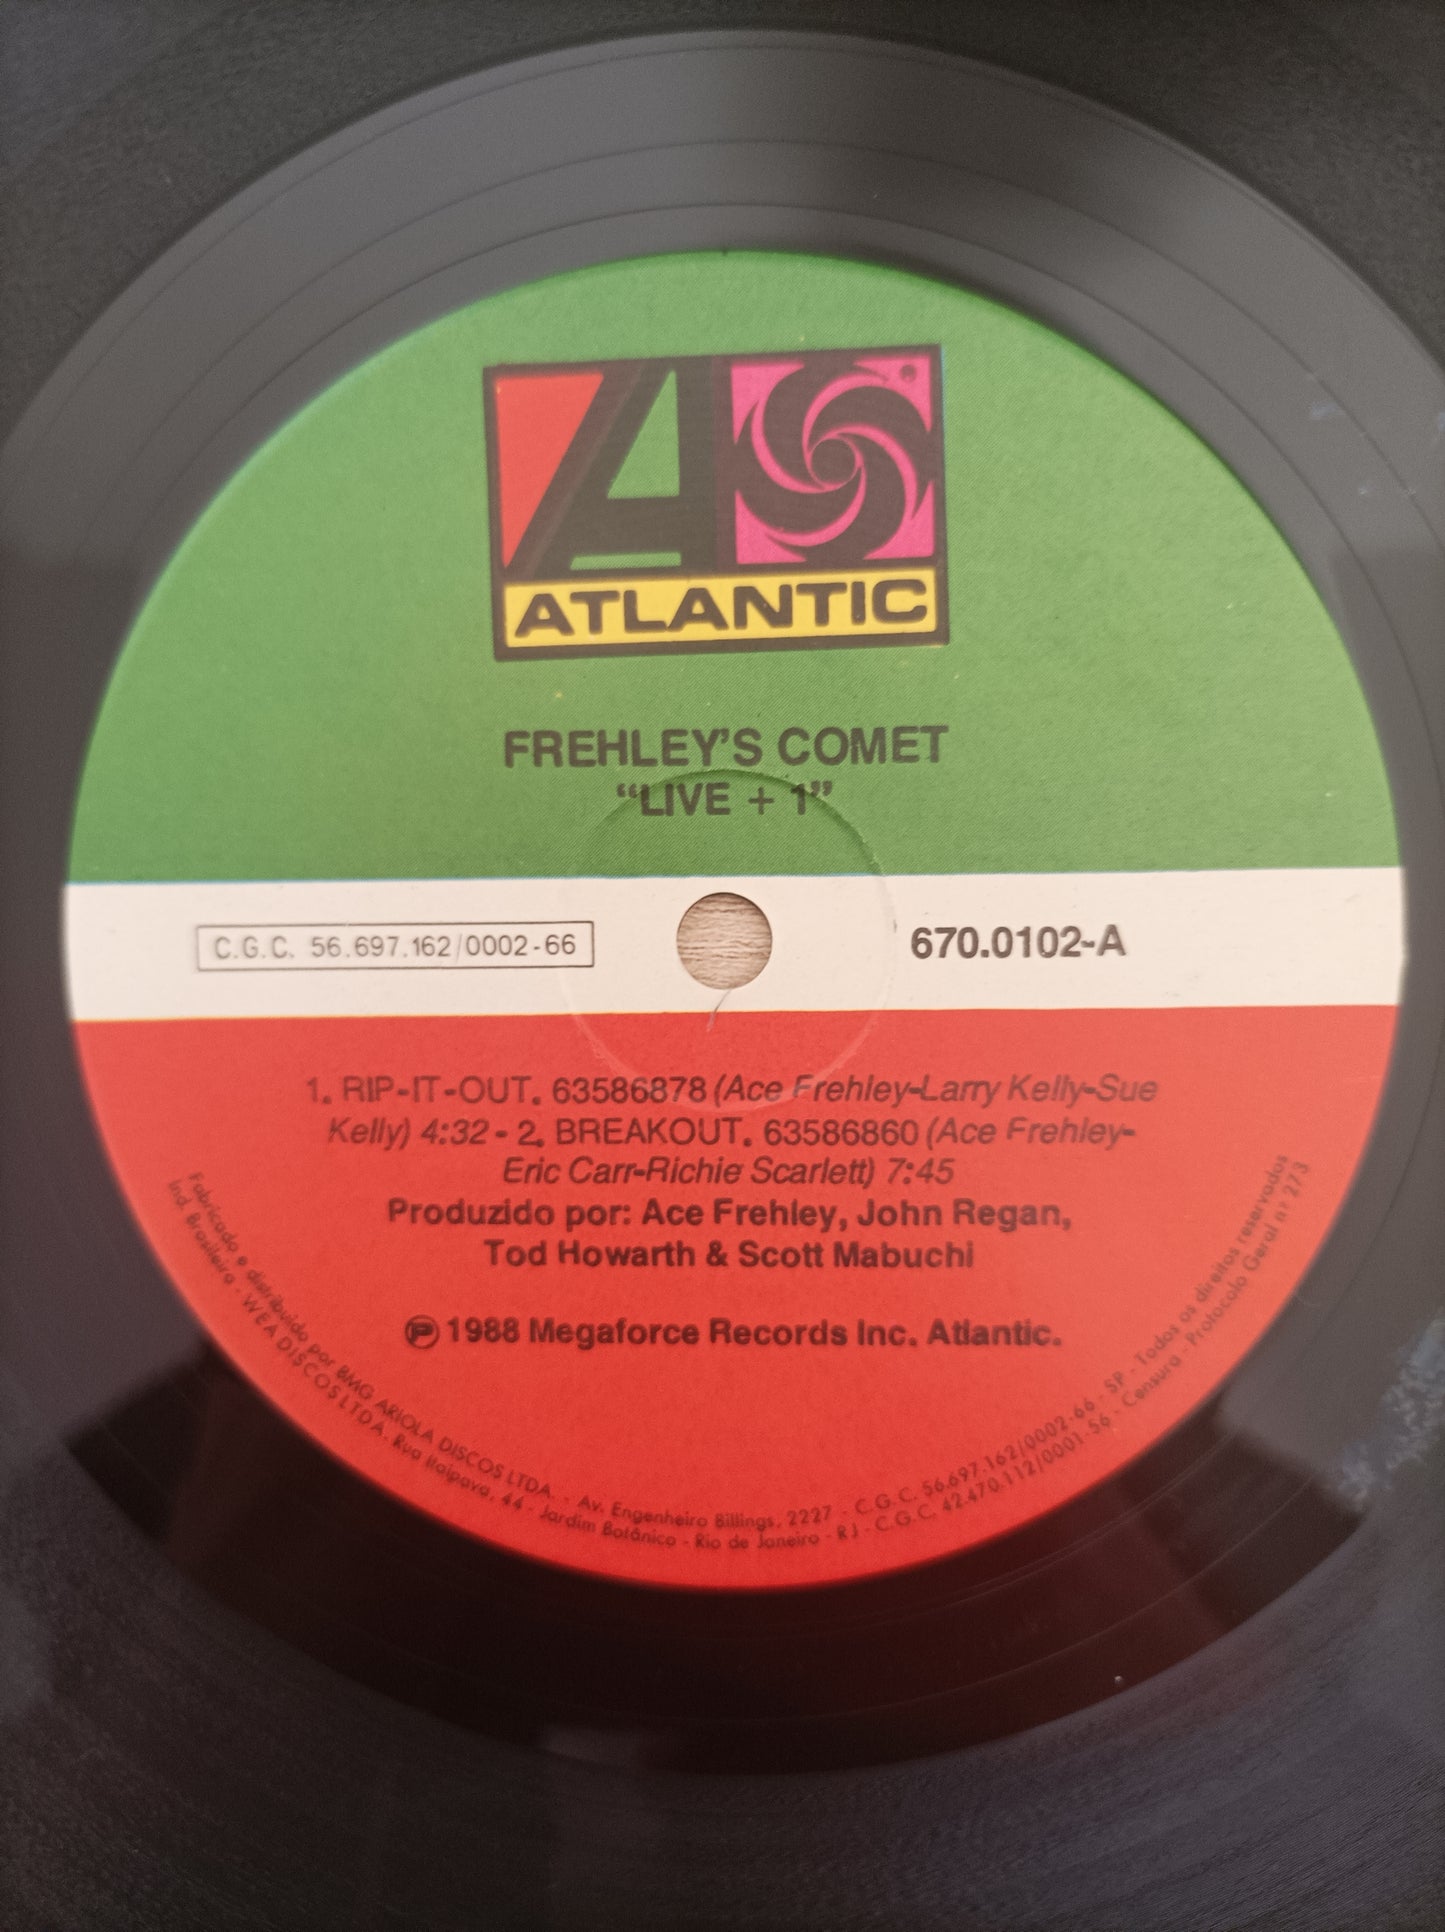 ATLANTIC
FREHLEY'S COMET
“LIVE + 1”
C.G.C. 56.697.162/0002-66
670.0102-A
1. RIP-IT-OUT. 63586878 (Ace Frehley-Larry Kelly-Sue
Kelly) 4:32 - 2. BREAKOUT. 63586860 (Ace Frehley-
Eric Carr-Richie Scarlett) 7:45
Produzido por: Ace Frehley, John Regan,
Tod Howarth & Scott Mabuchi
Ⓟ 1988 Megaforce Records Inc. Atlantic.
Fabricado e distribuido por BMG ARIOLA DISCOS LTDA. - Av. Engenheiro Billings, 2227 - C.G.C. 56.697.162/0002-66 - SP - Todos os direitos reservados
Ind. Brasileira - WEA DISCOS LTDA. Rua Itaipava, 44 - Jardim Botânico - Rio de Janeiro - RJ - C.G.C. 42.470.112/0001-56 - Censura - Protocolo Geral nº 273